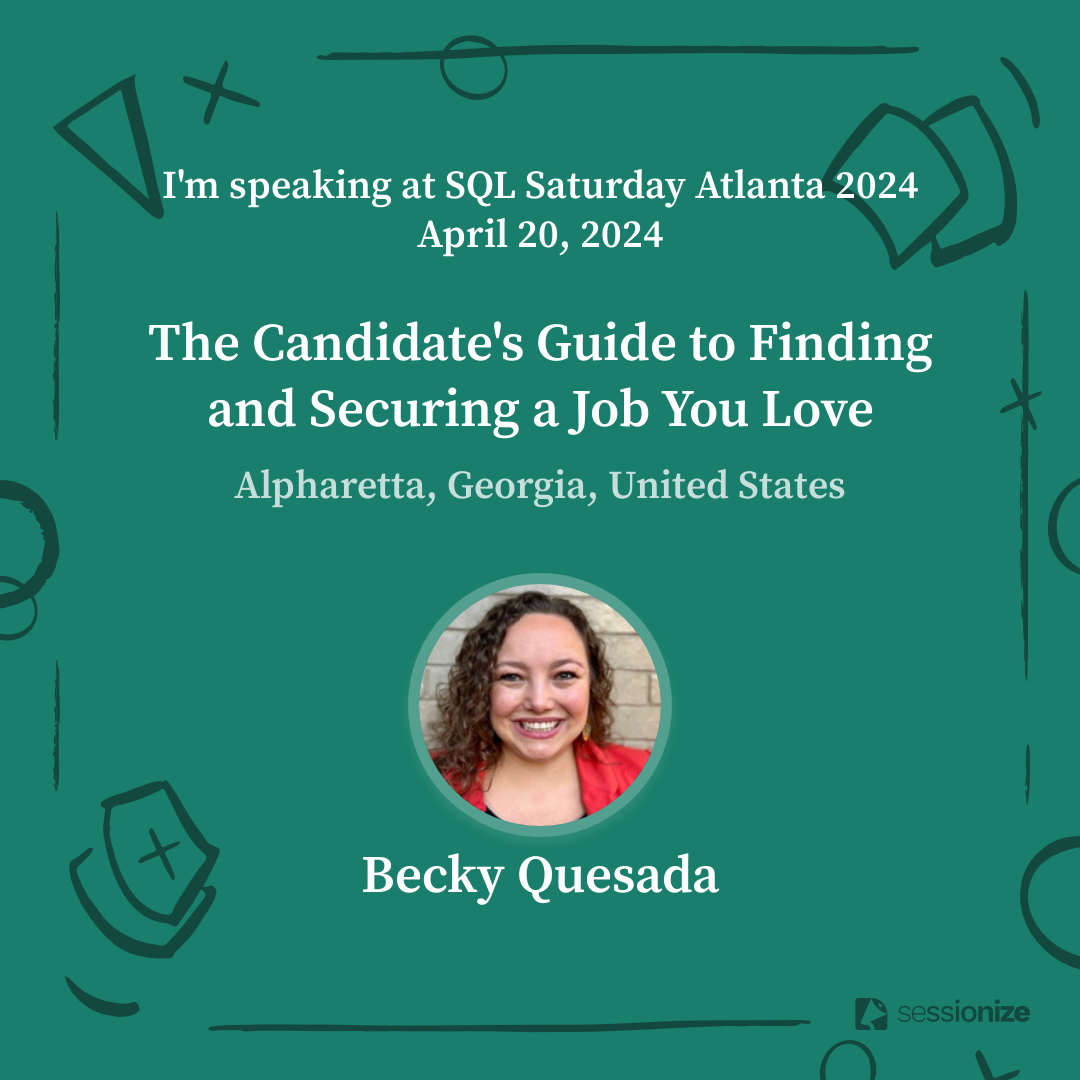 I'm speaking at SQL Saturday Atlanta 2024
April 20, 2024
The Candidate's Guide to Finding
and Securing a Job You Love
Alpharetta, Georgia, United States
Becky Quesada
sessionize